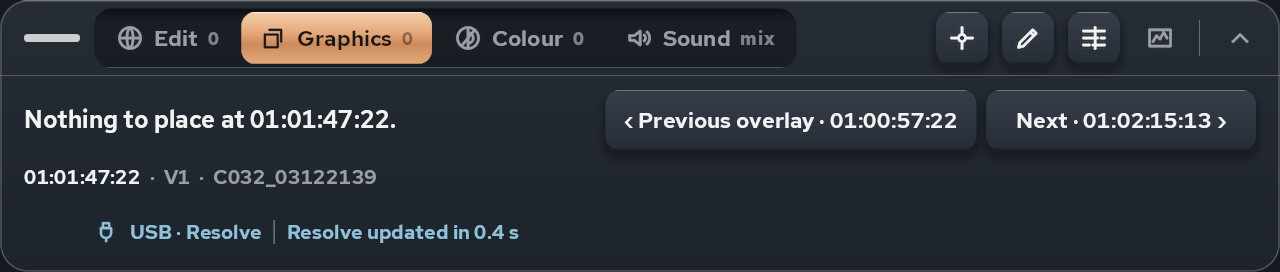 Edit 0 Graphics 0 Colour 0 Sound mix
Nothing to place at 01:01:47:22. ‹ Previous overlay · 01:00:57:22 Next · 01:02:15:13 ›
01:01:47:22 · V1 · C032_03122139
USB · Resolve | Resolve updated in 0.4 s